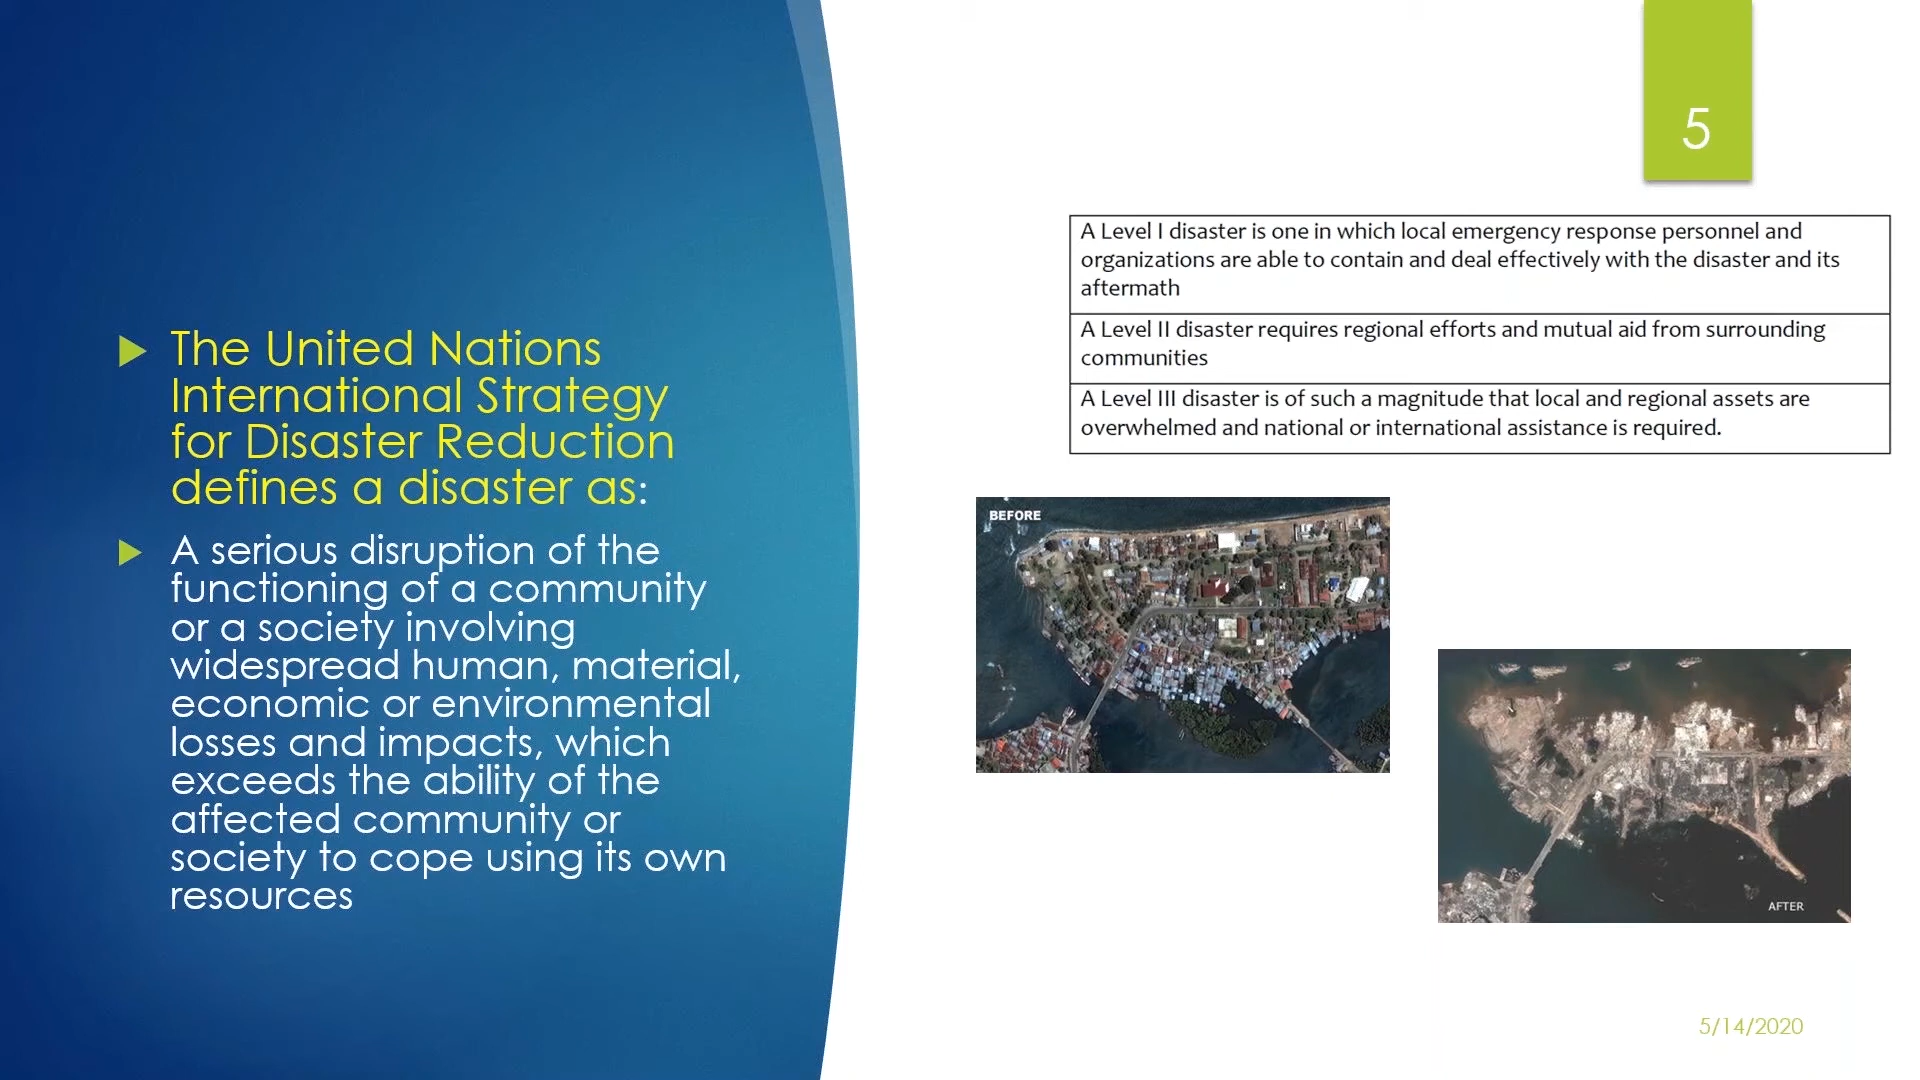 5
The United Nations
International Strategy
for Disaster Reduction
defines a disaster as:
A serious disruption of the
functioning of a community
or a society involving
widespread human, material,
economic or environmental
losses and impacts, which
exceeds the ability of the
affected community or
society to cope using its own
resources
A Level I disaster is one in which local emergency response personnel and
organizations are able to contain and deal effectively with the disaster and its
aftermath
A Level II disaster requires regional efforts and mutual aid from surrounding
communities
A Level III disaster is of such a magnitude that local and regional assets are
overwhelmed and national or international assistance is required.
BEFORE
AFTER
5/14/2020